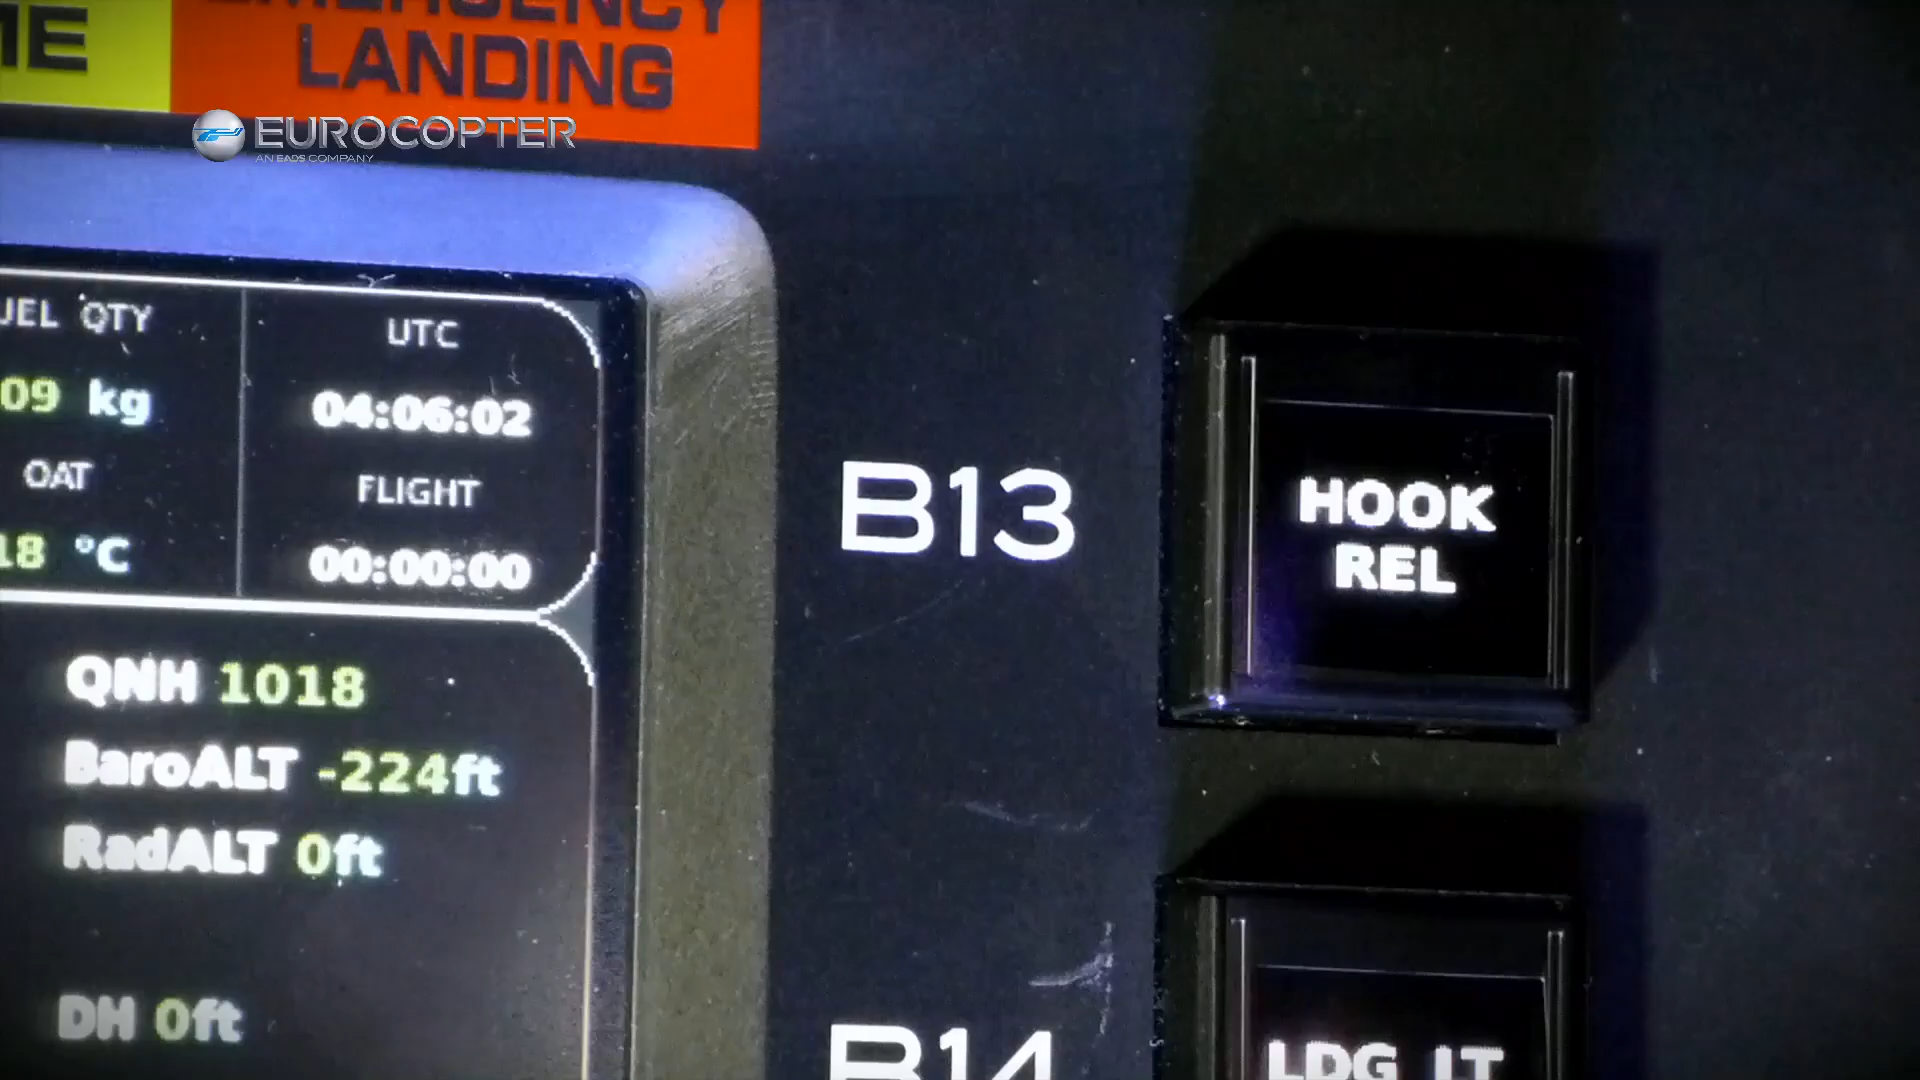 EMERGENCY
LANDING
EUROCOPTER
AN EADS COMPANY
QTY
09 kg
OAT
18 °C
UTC
04:06:02
FLIGHT
00:00:00
QNH 1018
BaroALT -224ft
RadALT 0ft
DH 0ft
B13
HOOK
REL
B14
LDG LT